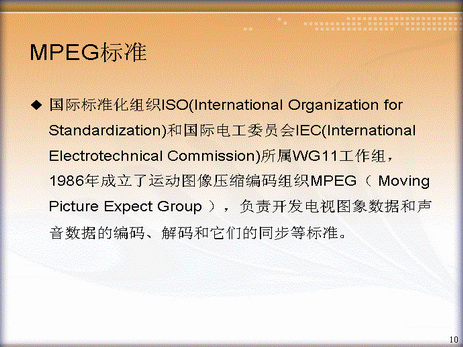 MPEG标准
◆ 国际标准化组织ISO(International Organization for
Standardization)和国际电工委员会IEC(International
Electrotechnical Commission)所属WG11工作组，
1986年成立了运动图像压缩编码组织MPEG（ Moving
Picture Expect Group ），负责开发电视图象数据和声
音数据的编码、解码和它们的同步等标准。
10